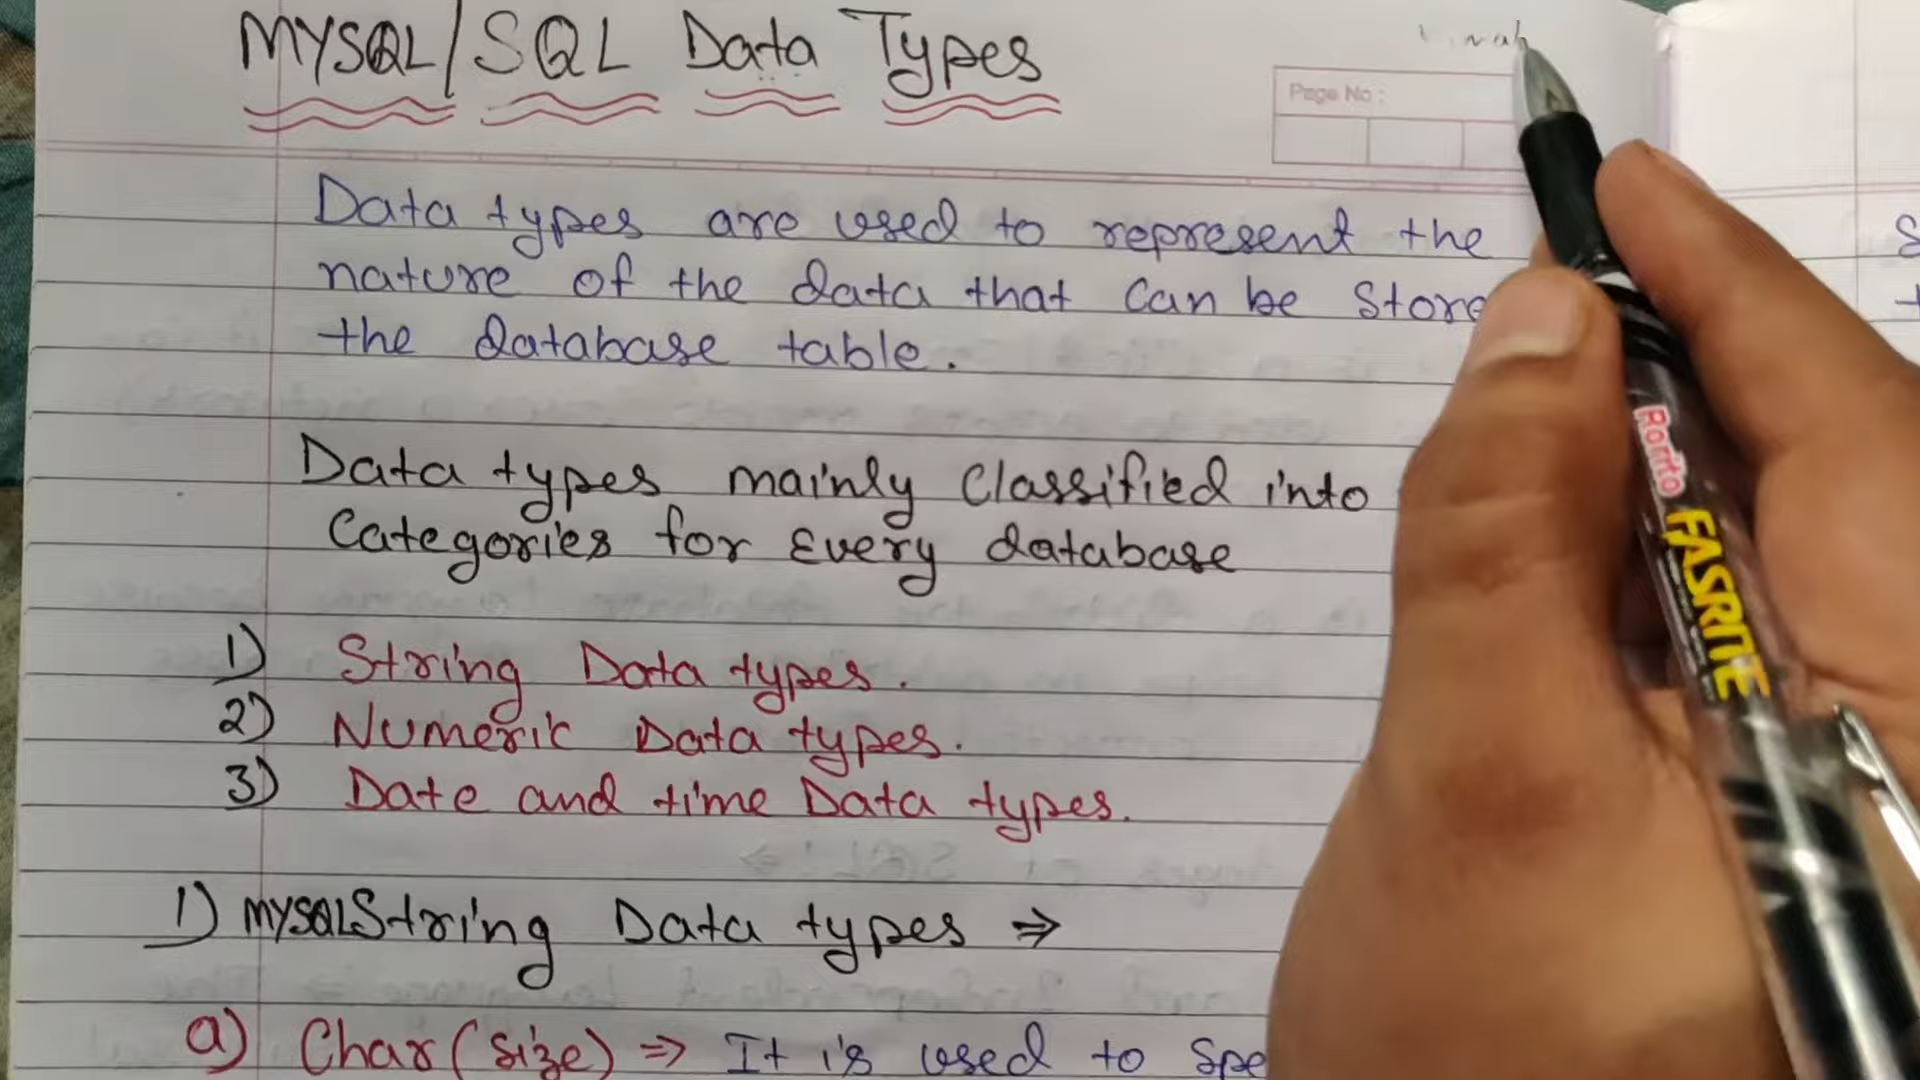 MYSQL/SQL Data Types
Page No :
Data types are used to represent the
nature of the data that can be Store
the database table.
Data types mainly Classified into
Categories for Every database
1) String Data types.
2) Numeric Data types.
3) Date and time Data types.
1) MYSQL String Data types ⇒
a) Char (Size) ⇒ It is used to Spe
Rorito
FASRITE